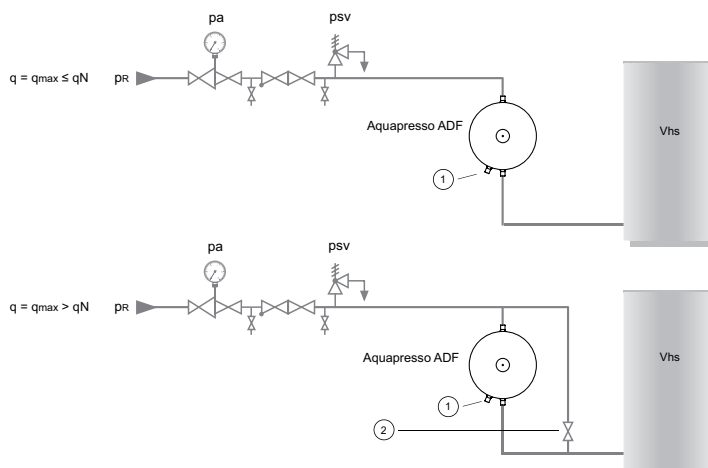 pa
psv
q = qmax ≤ qN
pR
Aquapresso ADF
Vhs
1
pa
psv
q = qmax > qN
pR
Aquapresso ADF
Vhs
1
2